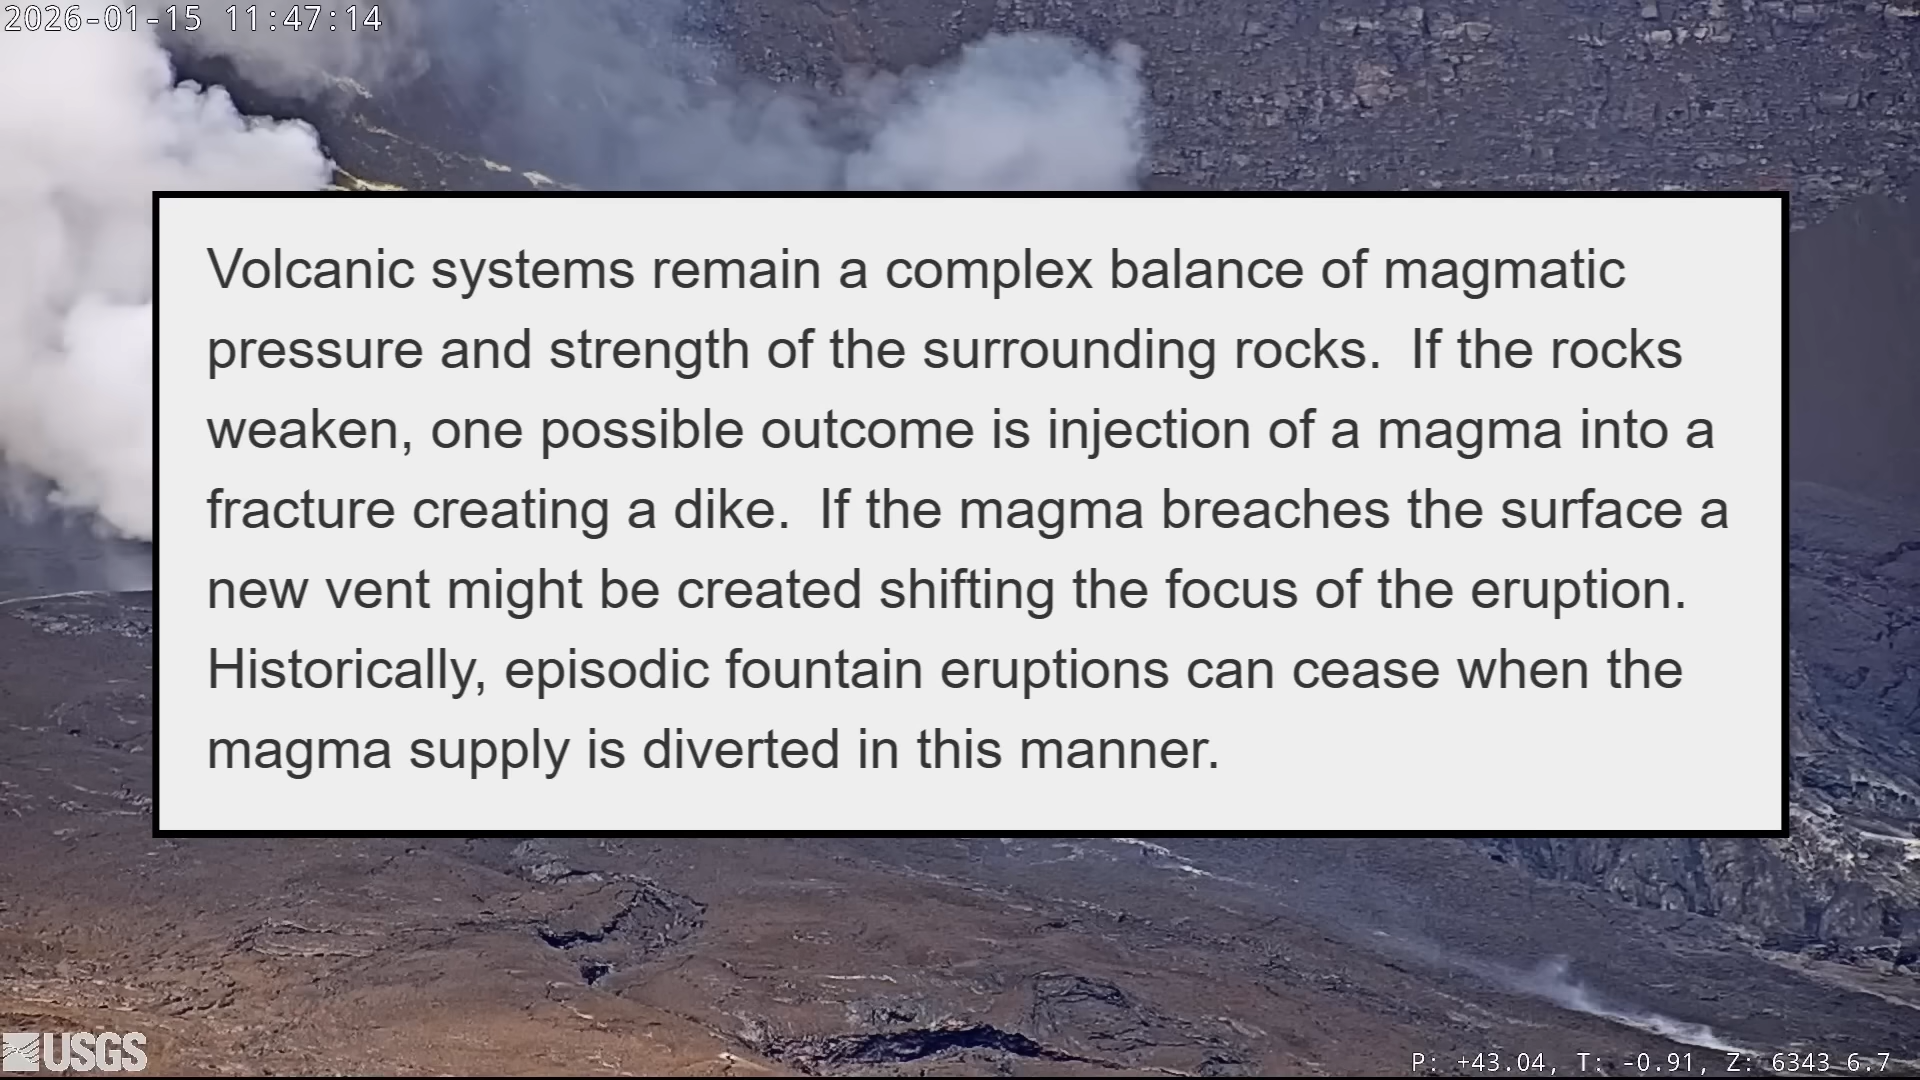 2026-01-15 11:47:14
Volcanic systems remain a complex balance of magmatic
pressure and strength of the surrounding rocks.  If the rocks
weaken, one possible outcome is injection of a magma into a
fracture creating a dike.  If the magma breaches the surface a
new vent might be created shifting the focus of the eruption.
Historically, episodic fountain eruptions can cease when the
magma supply is diverted in this manner.
USGS
P: +43.04, T: -0.91, Z: 6343 6.7